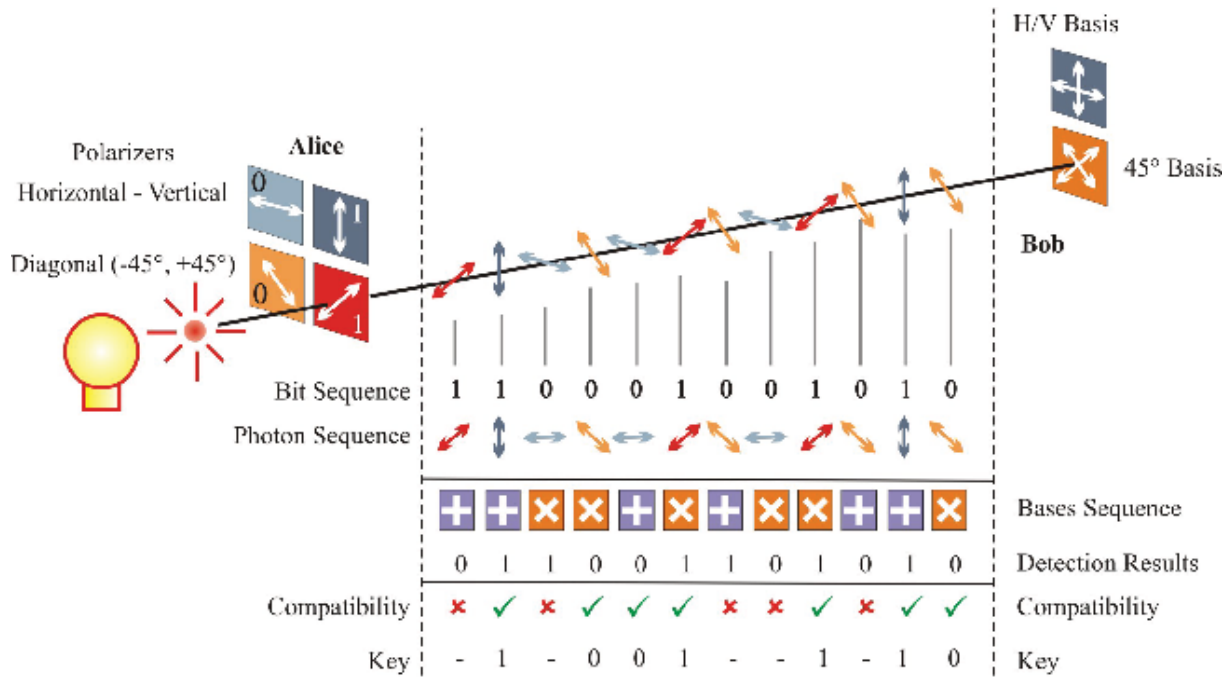 H/V Basis
Polarizers
Alice
Horizontal - Vertical
0
1
45° Basis
Diagonal (-45°, +45°)
0
1
Bob
Bit Sequence 1 1 0 0 0 1 0 0 1 0 1 0
Photon Sequence
Bases Sequence
0 1 1 0 0 1 1 0 1 0 1 0 Detection Results
Compatibility Compatibility
Key - 1 - 0 0 1 - - 1 - 1 0 Key